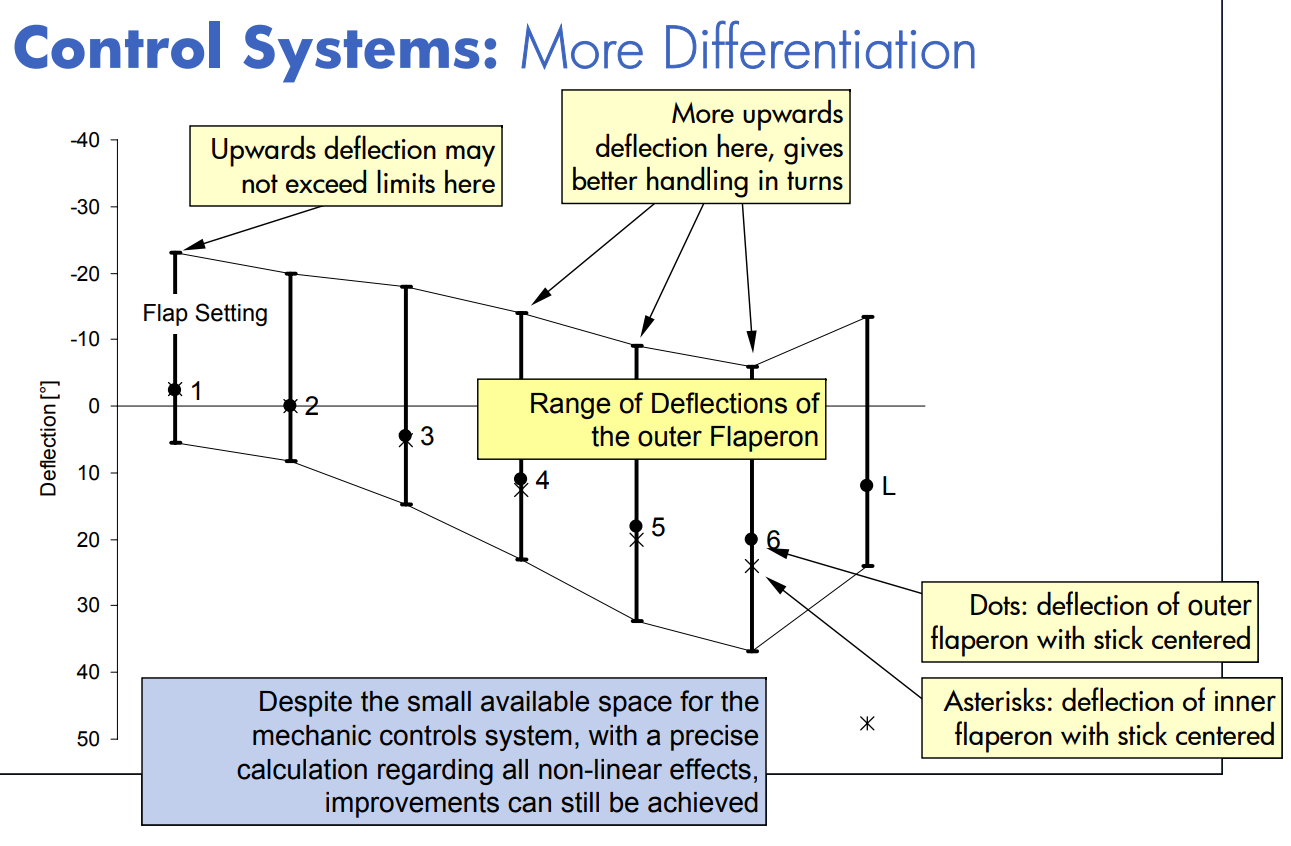 Control Systems: More Differentiation
More upwards
deflection here, gives
better handling in turns
Upwards deflection may
not exceed limits here
-40
-30
-20
-10
0
10
20
30
40
50
Deflection [°]
Flap Setting
1
2
3
4
5
6
L
Range of Deflections of
the outer Flaperon
Dots: deflection of outer
flaperon with stick centered
Asterisks: deflection of inner
flaperon with stick centered
Despite the small available space for the
mechanic controls system, with a precise
calculation regarding all non-linear effects,
improvements can still be achieved